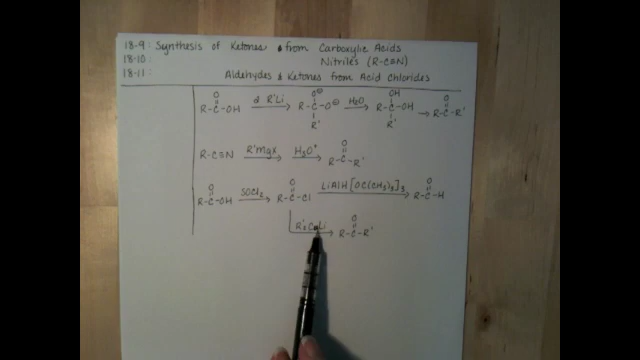 18-9: Synthesis of Ketones from Carboxylic Acids
18-10: Nitriles (R-C≡N)
18-11: Aldehydes & Ketones from Acid Chlorides
O O⊖ OH O
R-C-OH 2 R'Li R-C-O⊖ H₂O R-C-OH → R-C-R'
R' R'
O
R-C≡N R'MgX H₃O⁺ R-C-R'
O O O
R-C-OH SOCl₂ R-C-Cl LiAlH[OC(CH₃)₃]₃ R-C-H
O
R'₂CuLi R-C-R'